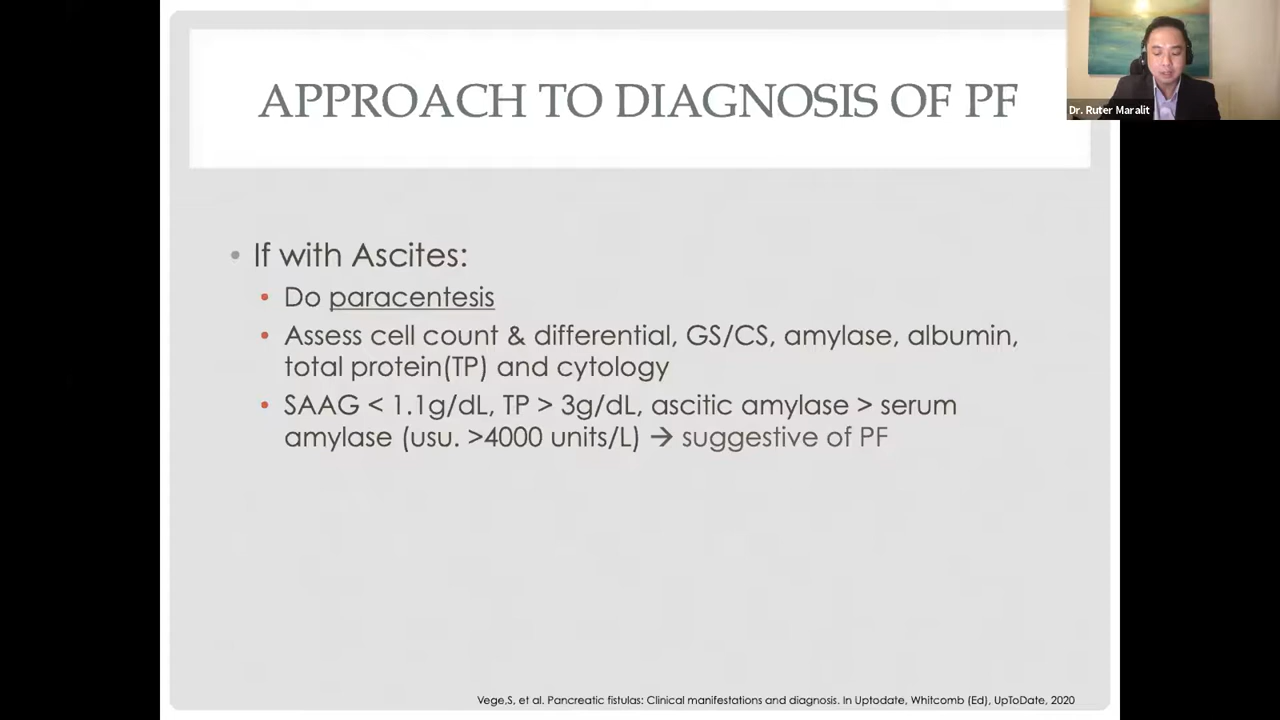 APPROACH TO DIAGNOSIS OF PF
Dr. Ruter Maralit
• If with Ascites:
• Do paracentesis
• Assess cell count & differential, GS/CS, amylase, albumin,
total protein(TP) and cytology
• SAAG < 1.1g/dL, TP > 3g/dL, ascitic amylase > serum
amylase (usu. >4000 units/L) → suggestive of PF
Vege,S, et al. Pancreatic fistulas: Clinical manifestations and diagnosis. In Uptodate, Whitcomb (Ed), UpToDate, 2020